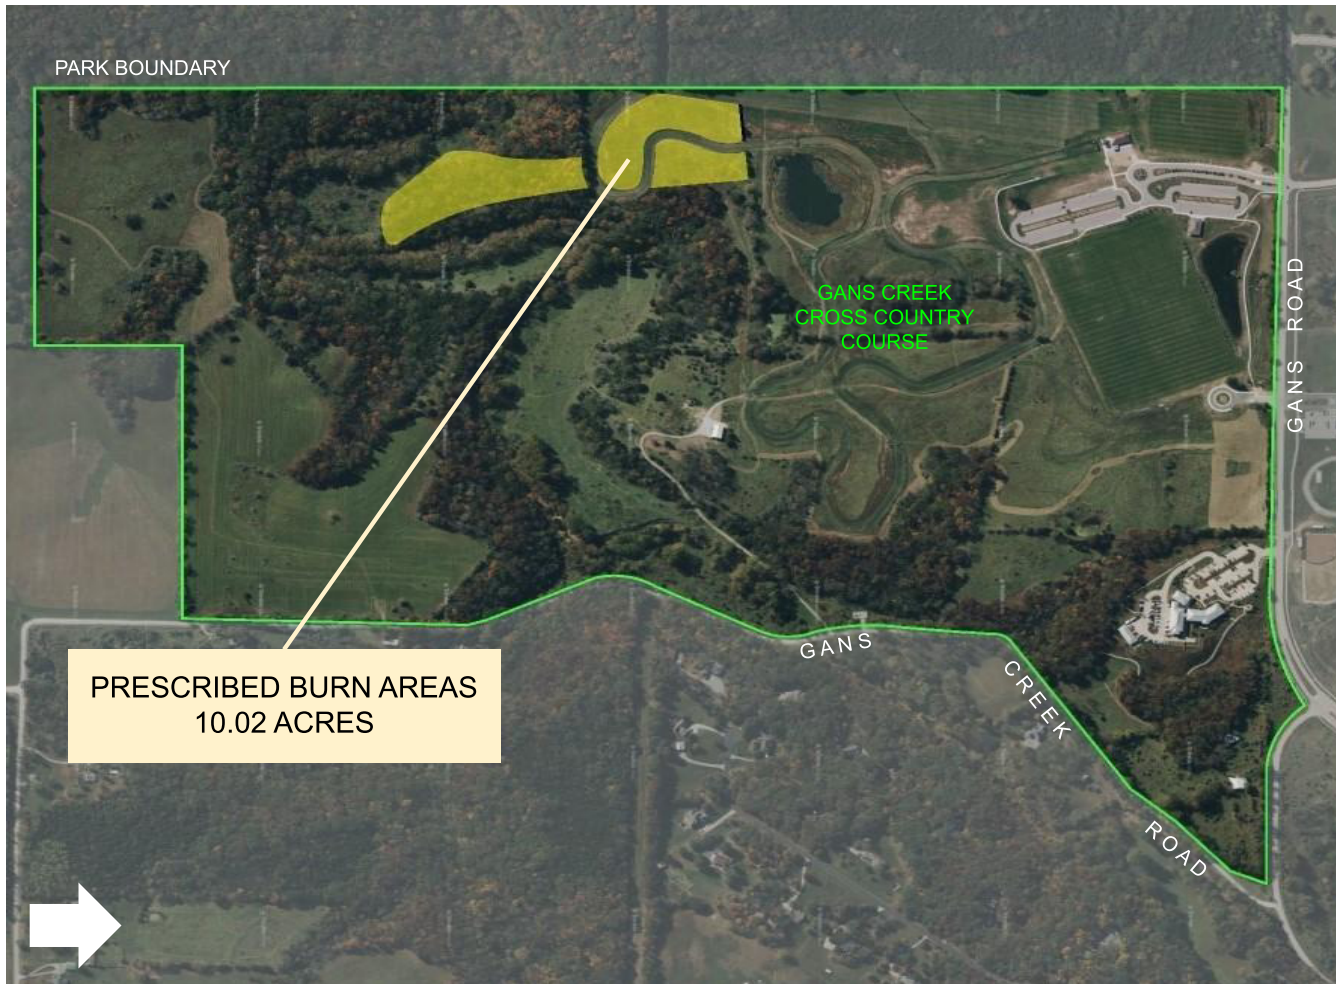 PARK BOUNDARY
GANS CREEK
CROSS COUNTRY
COURSE
GANS ROAD
GANS
CREEK
ROAD
PRESCRIBED BURN AREAS
10.02 ACRES